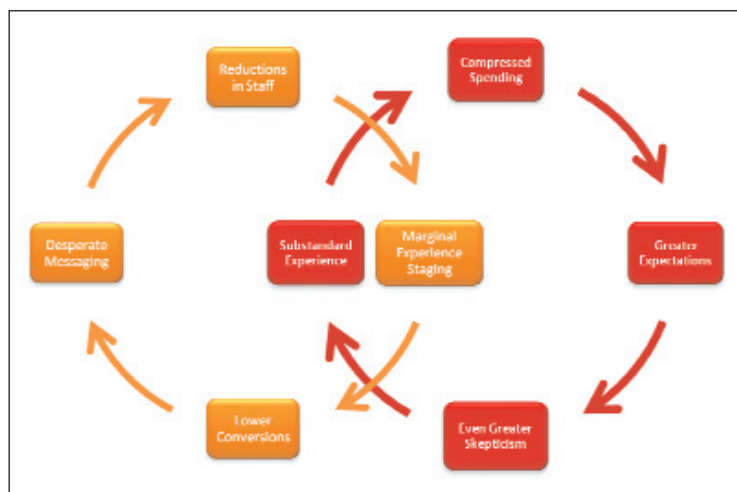 Reductions
in Staff
Compressed
Spending
Desperate
Messaging
Substandard
Experience
Marginal
Experience
Staging
Greater
Expectations
Lower
Conversions
Even Greater
Skepticism